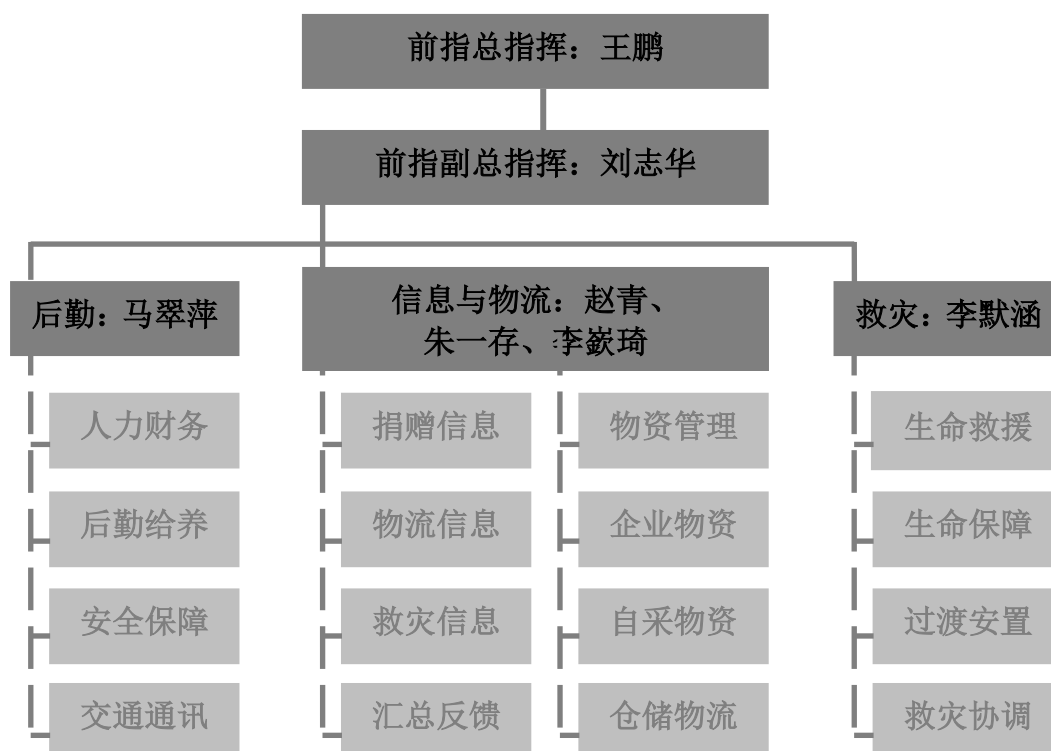 前指总指挥：王鹏
前指副总指挥：刘志华
后勤：马翠萍
信息与物流：赵青、
朱一存、李嶔琦
救灾：李默涵
人力财务
后勤给养
安全保障
交通通讯
捐赠信息
物流信息
救灾信息
汇总反馈
物资管理
企业物资
自采物资
仓储物流
生命救援
生命保障
过渡安置
救灾协调